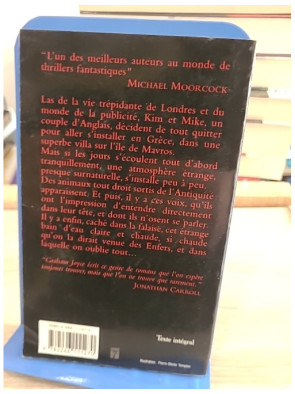 "L'un des meilleurs auteurs au monde de
thrillers fantastiques"
MICHAEL MOORCOCK
Las de la vie trépidante de Londres et du
monde de la publicité, Kim et Mike, un
couple d'Anglais, décident de tout quitter
pour aller s'installer en Grèce, dans une
superbe villa sur l'île de Mavros.
Mais si les jours s'écoulent tout d'abord
tranquillement, une atmosphère étrange,
presque surnaturelle, s'installe peu à peu.
Des animaux tout droit sortis de l'Antiquité
apparaissent. Et puis, il y a ces voix, qu'ils
ont l'impression d'entendre directement
dans leur tête, et dont ils n'osent se parler.
Il y a enfin, caché dans la falaise, cet étrange
bain d'eau claire et chaude, si chaude
qu'on la dirait venue des Enfers, et dans
laquelle on oublie tout...
"Graham Joyce écrit ce genre de romans que l'on espère
toujours trouver, mais que l'on ne trouve que rarement."
JONATHAN CARROLL
Texte intégral